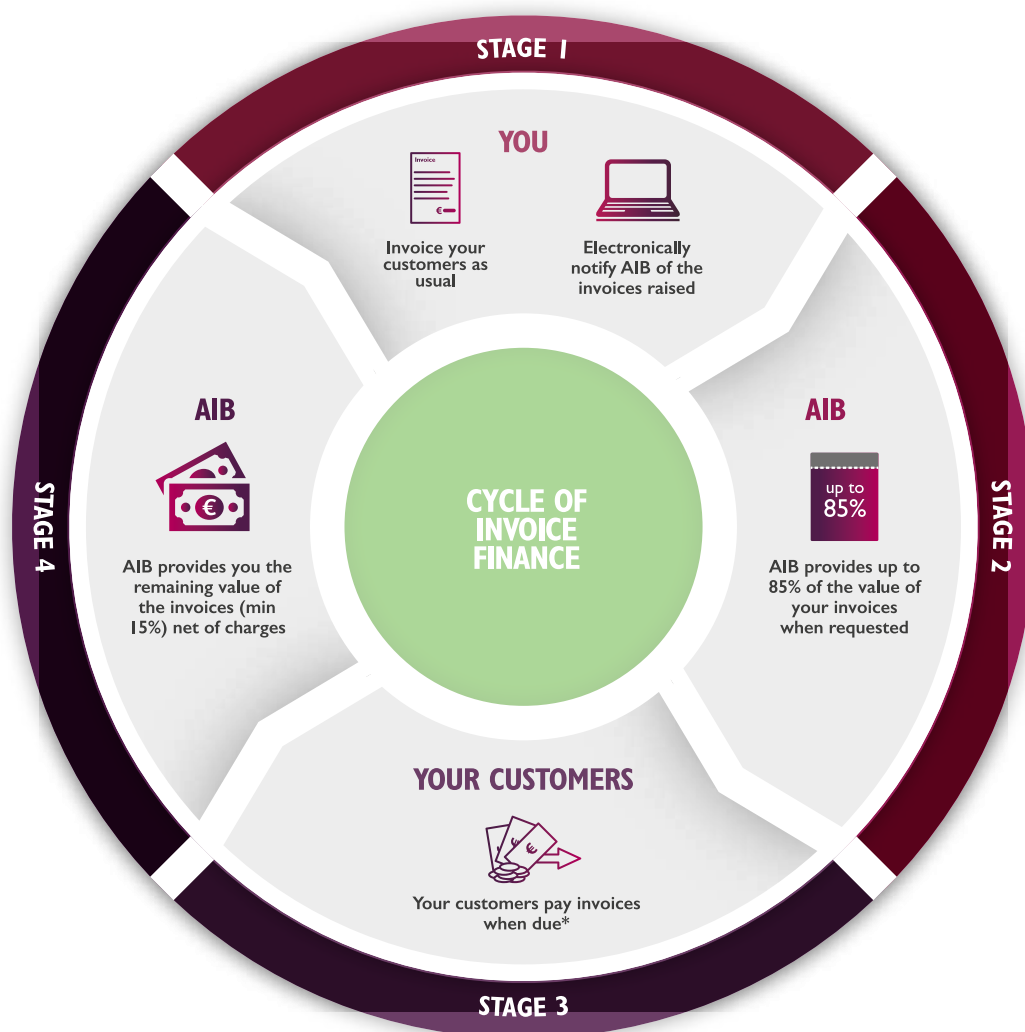 STAGE 1
YOU
Invoice
€
Invoice your
customers as
usual
Electronically
notify AIB of the
invoices raised
AIB
up to
85%
AIB provides up to
85% of the value of
your invoices
when requested
STAGE 2
CYCLE OF
INVOICE
FINANCE
YOUR CUSTOMERS
€
€
€
Your customers pay invoices
when due*
STAGE 3
AIB
€
AIB provides you the
remaining value of
the invoices (min
15%) net of charges
STAGE 4